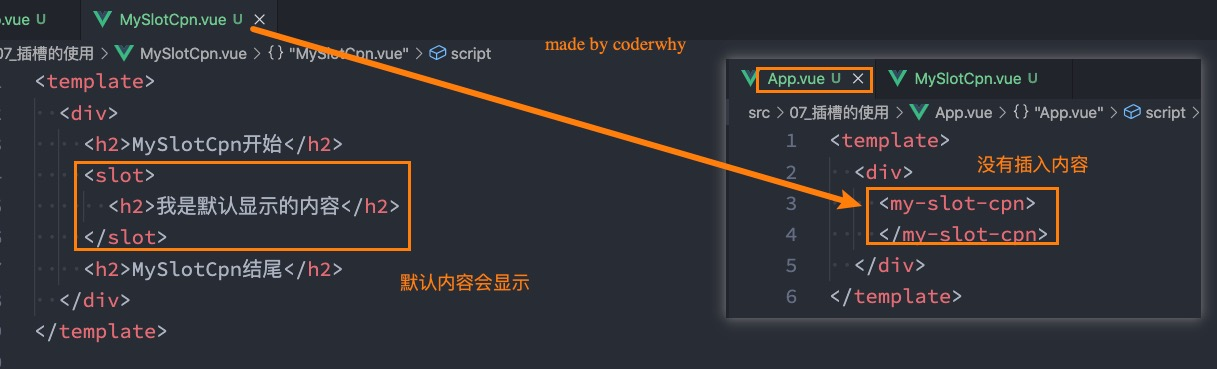 .vue U MySlotCpn.vue U ×
07_插槽的使用 > MySlotCpn.vue > {} "MySlotCpn.vue" > script
<template>
<div>
<h2>MySlotCpn开始</h2>
<slot>
<h2>我是默认显示的内容</h2>
</slot>
<h2>MySlotCpn结尾</h2>
</div>
</template>
默认内容会显示
made by coderwhy
App.vue U × MySlotCpn.vue U
src > 07_插槽的使用 > App.vue > {} "App.vue" > script >
1 <template>
2 <div>
没有插入内容
3 <my-slot-cpn>
4 </my-slot-cpn>
5 </div>
6 </template>